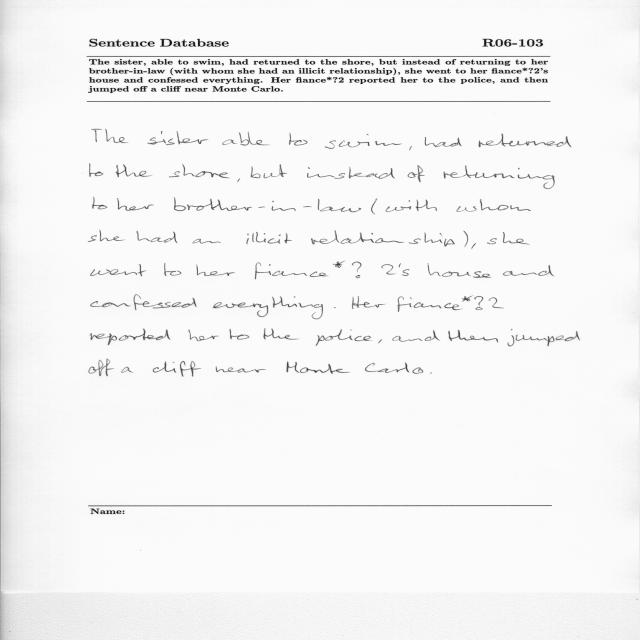 Sentence Database R06-103
The sister, able to swim, had returned to the shore, but instead of returning to her
brother-in-law (with whom she had an illicit relationship), she went to her fiance*?2's
house and confessed everything. Her fiance*?2 reported her to the police, and then
jumped off a cliff near Monte Carlo.
The sister able to swim, had returned
to the shore, but instead of returning
to her brother-in-law (with whom
she had an illicit relationship), she
went to her fiance*?2's house and
confessed everything. Her fiance*?2
reported her to the police, and then jumped
off a cliff near Monte Carlo.
Name: